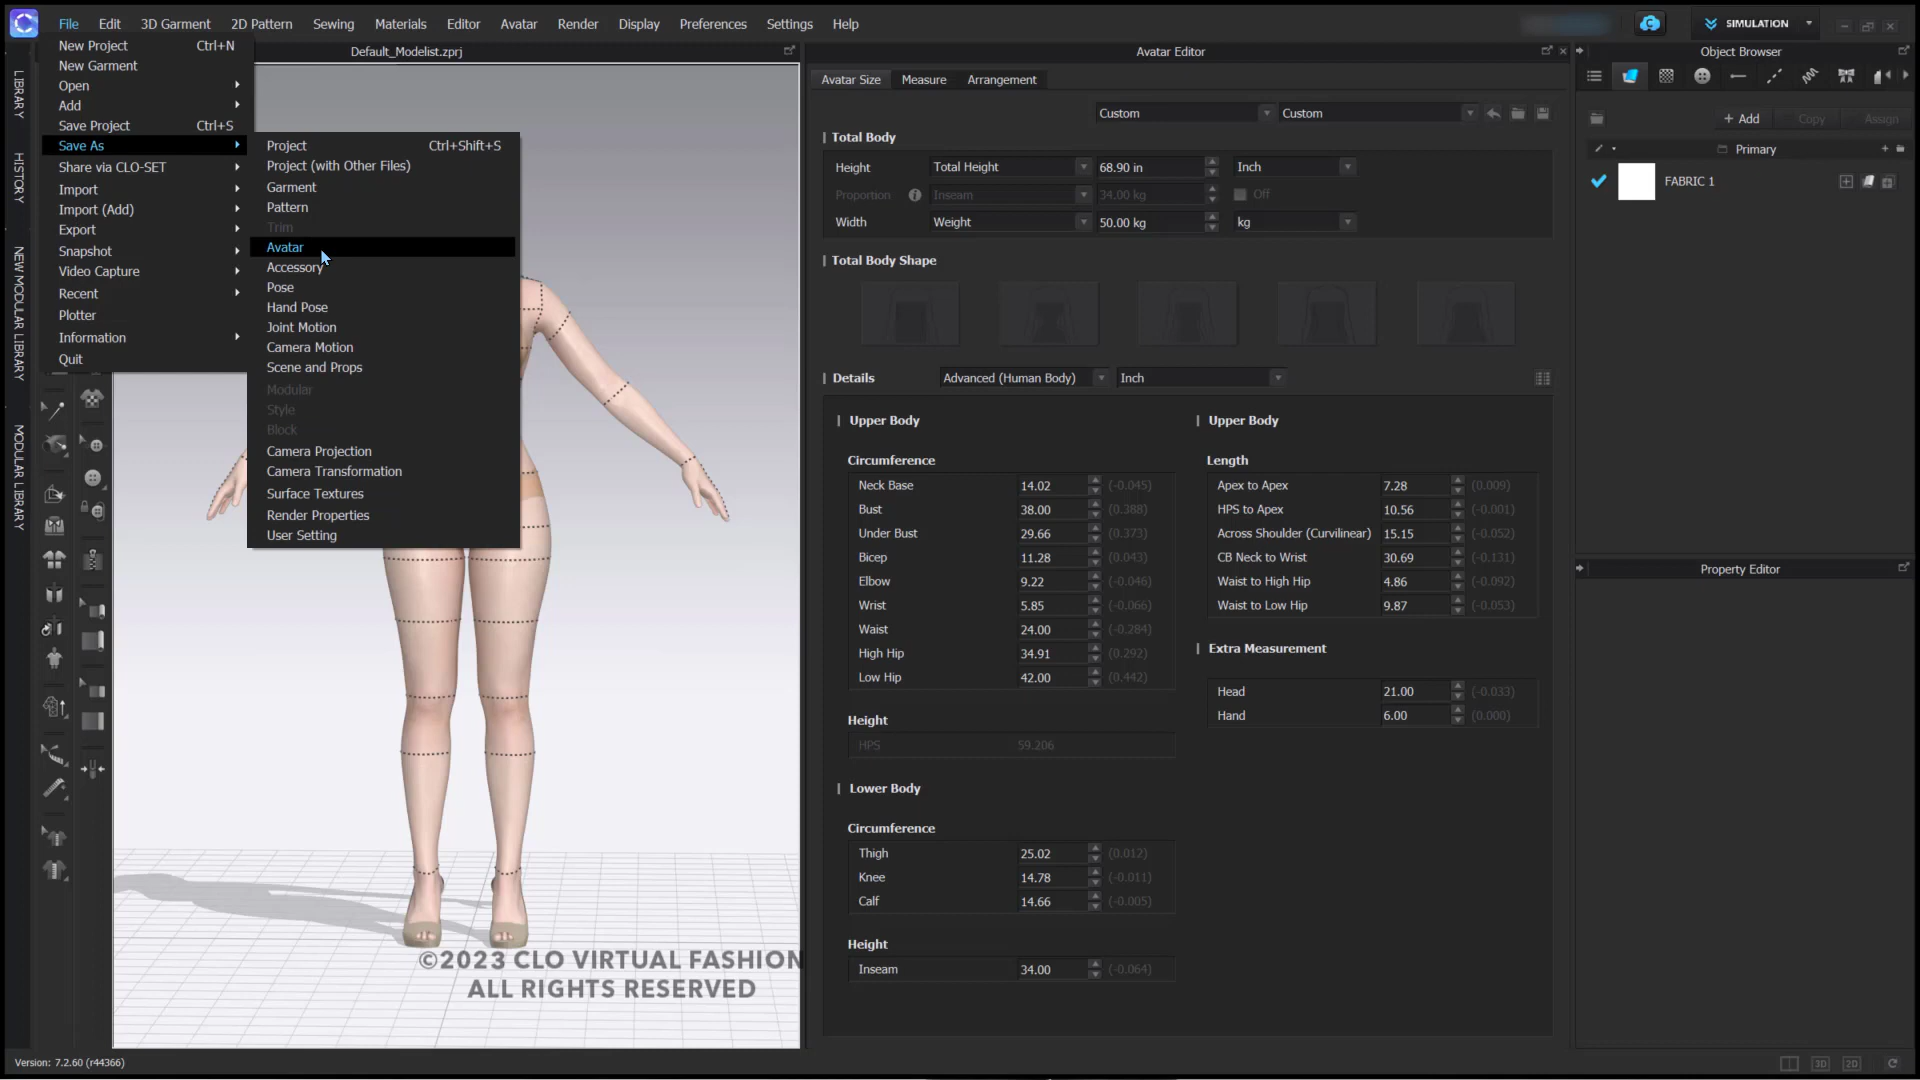 File Edit 3D Garment 2D Pattern Sewing Materials Editor Avatar Render Display Preferences Settings Help
SIMULATION
New Project Ctrl+N
New Garment
Open
Add
Save Project Ctrl+S
Save As
Share via CLO-SET
Import
Import (Add)
Export
Snapshot
Video Capture
Recent
Plotter
Information
Quit
LIBRARY
HISTORY
NEW MODULAR LIBRARY
MODULAR LIBRARY
Project Ctrl+Shift+S
Project (with Other Files)
Garment
Pattern
Trim
Avatar
Accessory
Pose
Hand Pose
Joint Motion
Camera Motion
Scene and Props
Modular
Style
Block
Camera Projection
Camera Transformation
Surface Textures
Render Properties
User Setting
Default_Modelist.zprj
©2023 CLO VIRTUAL FASHION
ALL RIGHTS RESERVED
Avatar Editor
Avatar Size Measure Arrangement
Custom Custom
Total Body
Height Total Height 68.90 in Inch
Proportion Inseam 34.00 kg Off
Width Weight 50.00 kg kg
Total Body Shape
Details Advanced (Human Body) Inch
Upper Body
Circumference
Neck Base 14.02 (-0.045)
Bust 38.00 (0.388)
Under Bust 29.66 (0.373)
Bicep 11.28 (0.043)
Elbow 9.22 (-0.046)
Wrist 5.85 (-0.066)
Waist 24.00 (-0.284)
High Hip 34.91 (0.292)
Low Hip 42.00 (0.442)
Height
HPS 59.206
Lower Body
Circumference
Thigh 25.02 (0.012)
Knee 14.78 (-0.011)
Calf 14.66 (-0.005)
Height
Inseam 34.00 (-0.064)
Upper Body
Length
Apex to Apex 7.28 (0.009)
HPS to Apex 10.56 (-0.001)
Across Shoulder (Curvilinear) 15.15 (-0.052)
CB Neck to Wrist 30.69 (-0.131)
Waist to High Hip 4.86 (-0.092)
Waist to Low Hip 9.87 (-0.053)
Extra Measurement
Head 21.00 (-0.033)
Hand 6.00 (0.000)
Object Browser
+ Add Copy Assign
Primary
FABRIC 1
Property Editor
Version: 7.2.60 (r44366)
3D 2D